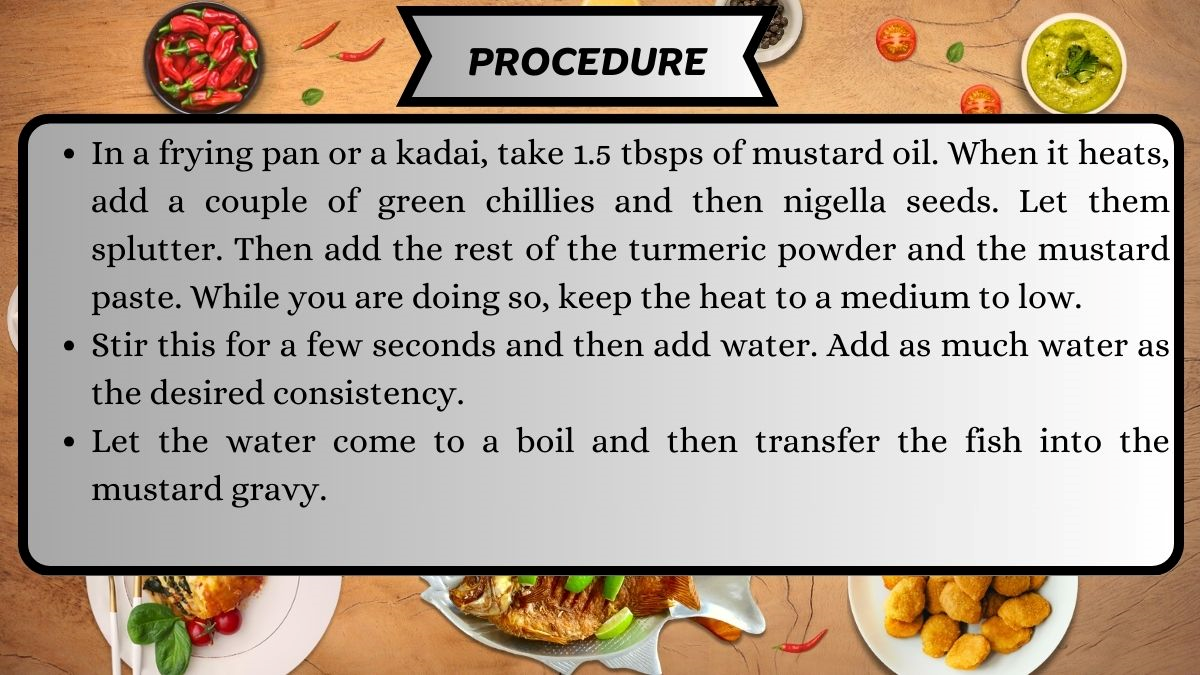 PROCEDURE
• In a frying pan or a kadai, take 1.5 tbsps of mustard oil. When it heats,
add a couple of green chillies and then nigella seeds. Let them
splutter. Then add the rest of the turmeric powder and the mustard
paste. While you are doing so, keep the heat to a medium to low.
• Stir this for a few seconds and then add water. Add as much water as
the desired consistency.
• Let the water come to a boil and then transfer the fish into the
mustard gravy.